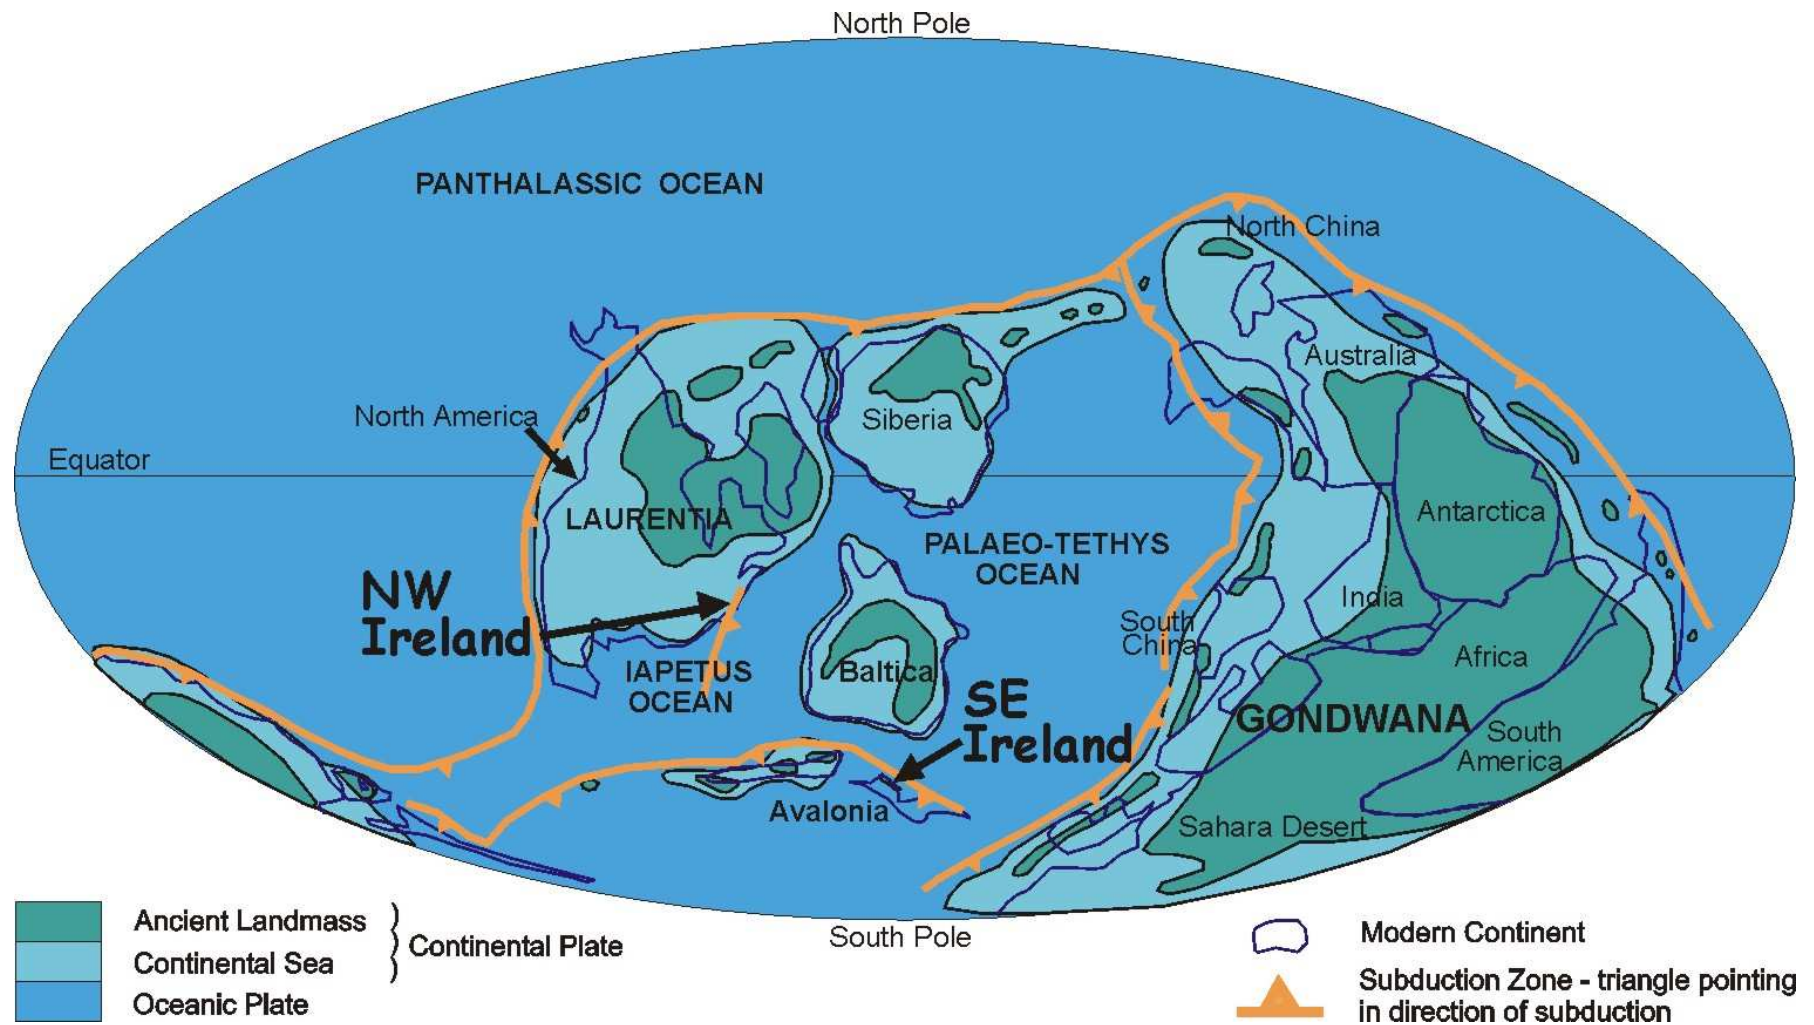 North Pole
PANTHALASSIC OCEAN
North China
Australia
North America
Siberia
Equator
LAURENTIA
Antarctica
PALAEO-TETHYS
OCEAN
NW
Ireland
India
South
China
Africa
IAPETUS
OCEAN
Baltica
SE
Ireland
GONDWANA
South
America
Avalonia
Sahara Desert
South Pole
Ancient Landmass
Continental Sea
Continental Plate
Oceanic Plate
Modern Continent
Subduction Zone - triangle pointing
in direction of subduction